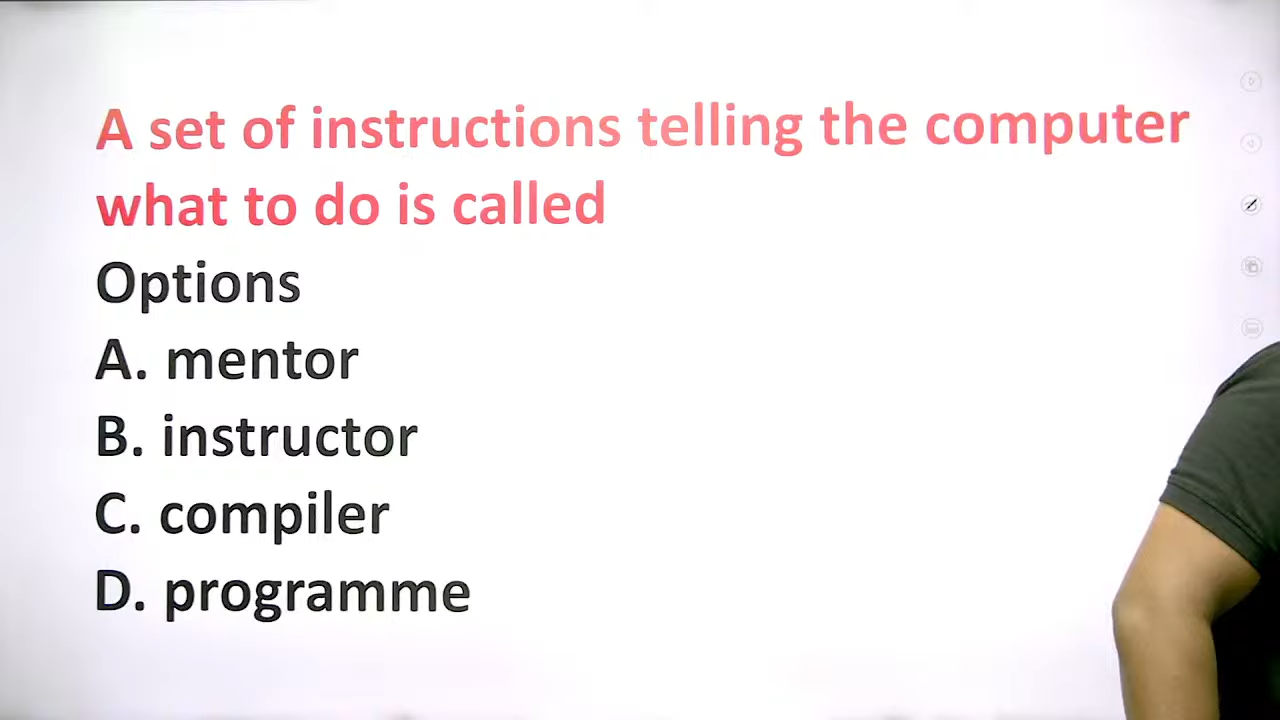 A set of instructions telling the computer
what to do is called
Options
A. mentor
B. instructor
C. compiler
D. programme